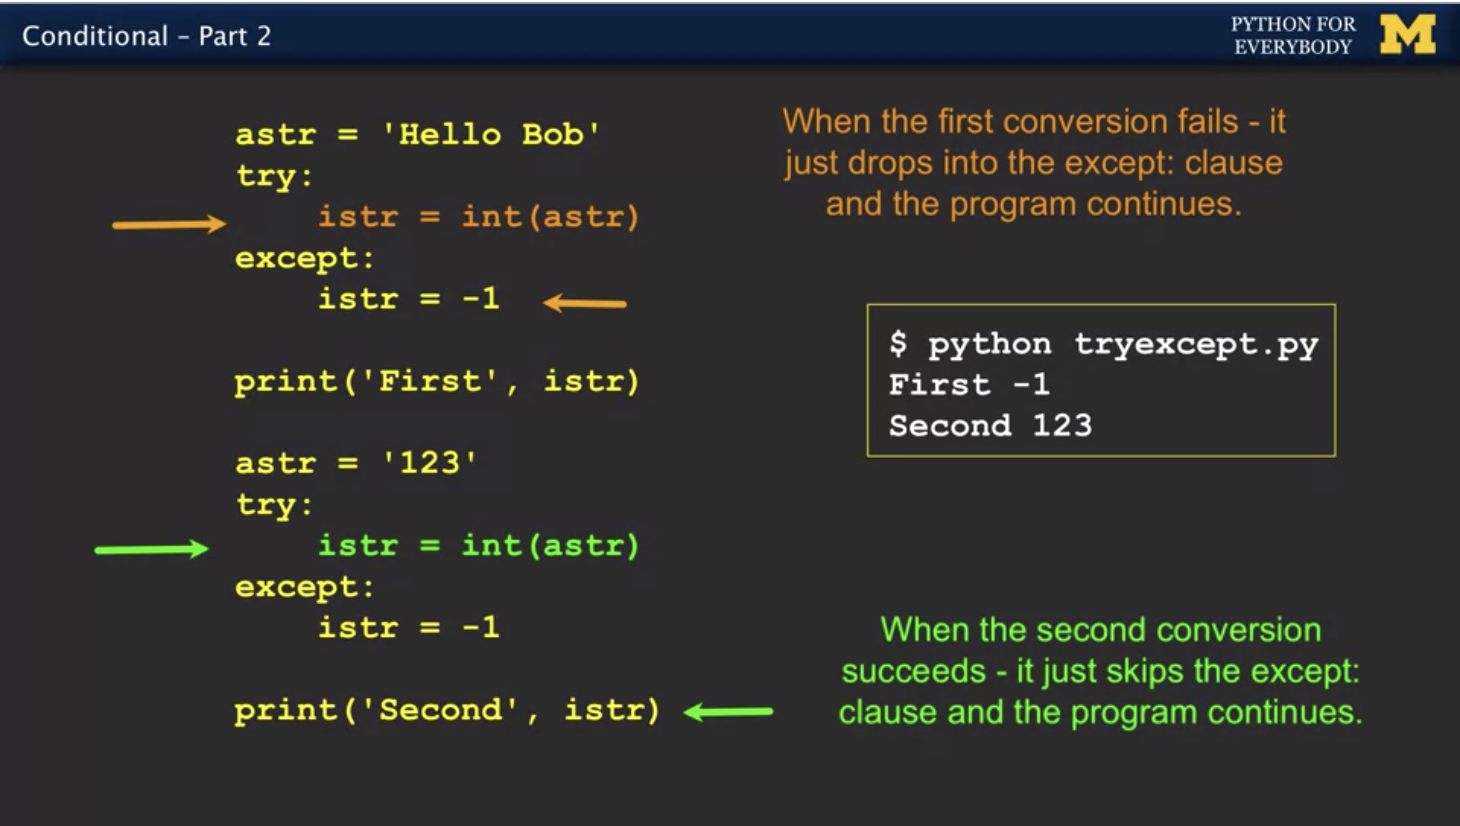 Conditional – Part 2
PYTHON FOR
EVERYBODY
M
astr = 'Hello Bob'
try:
    istr = int(astr)
except:
    istr = -1
print('First', istr)
astr = '123'
try:
    istr = int(astr)
except:
    istr = -1
print('Second', istr)
When the first conversion fails - it
just drops into the except: clause
and the program continues.
$ python tryexcept.py
First -1
Second 123
When the second conversion
succeeds - it just skips the except:
clause and the program continues.